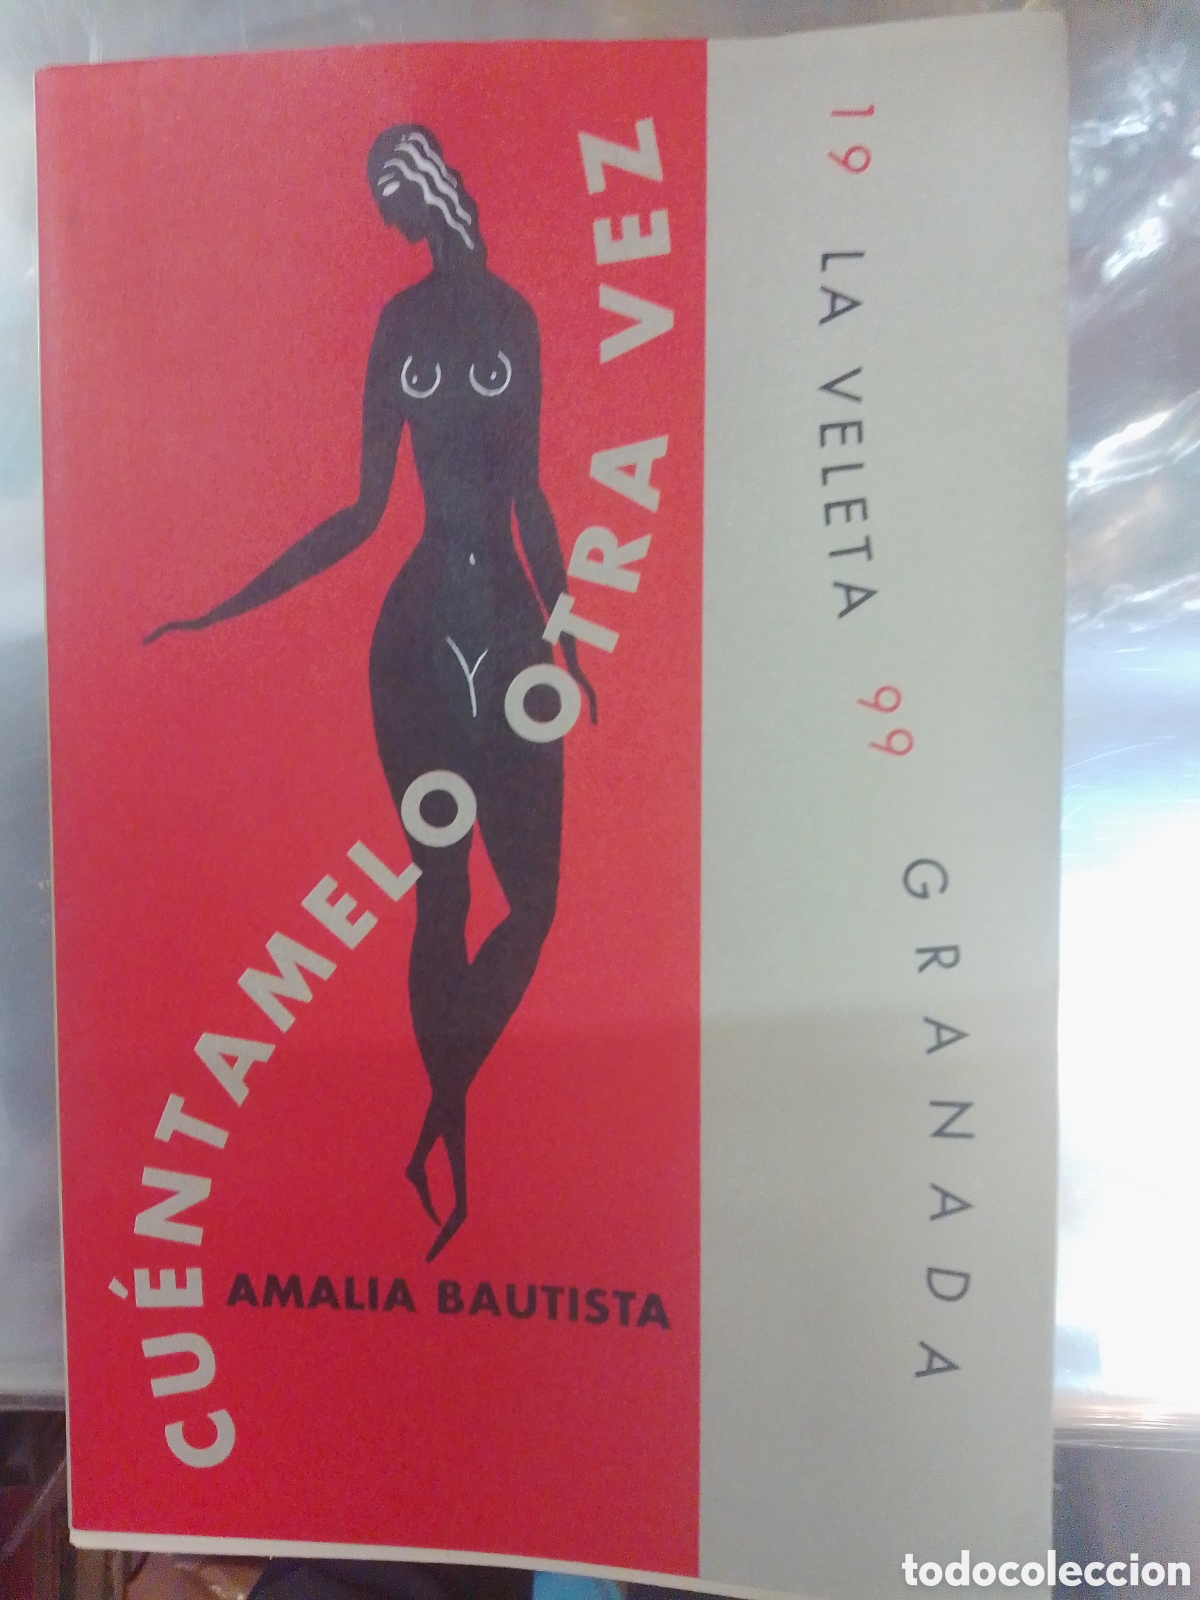 CUÉNTAMELO OTRA VEZ
AMALIA BAUTISTA
19 LA VELETA 99 GRANADA
todocoleccion